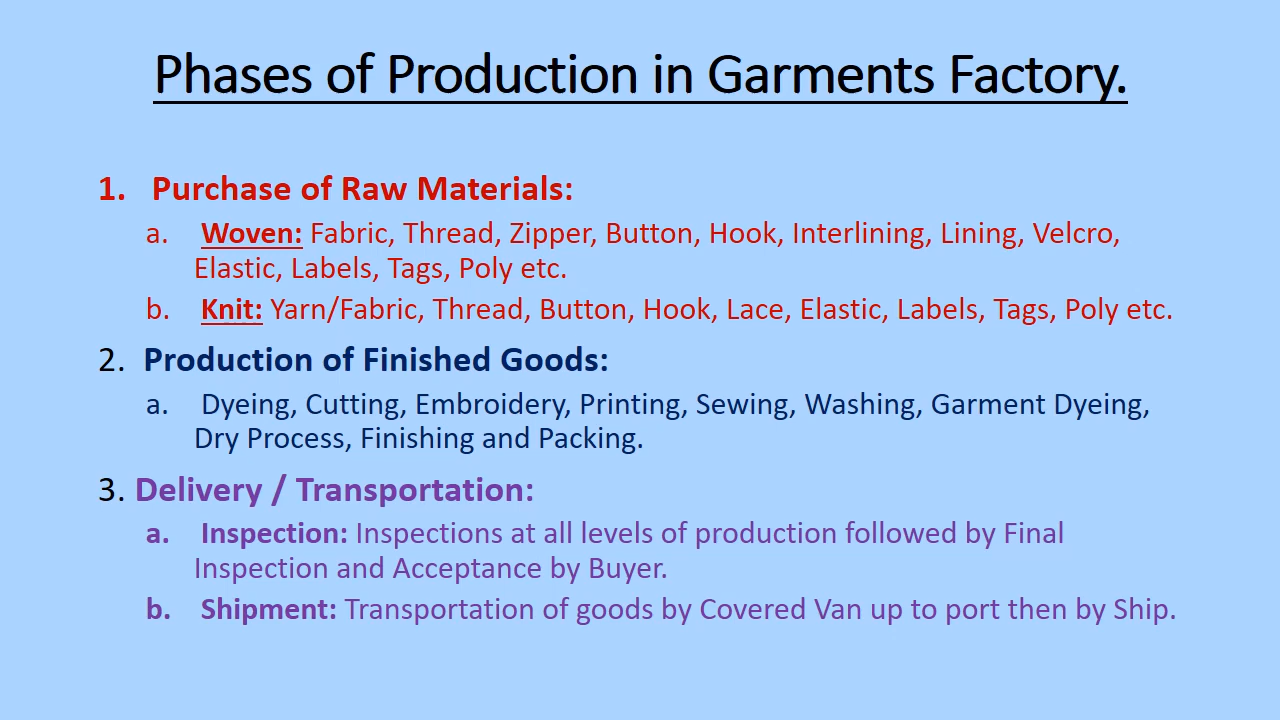 Phases of Production in Garments Factory.
1. Purchase of Raw Materials:
a. Woven: Fabric, Thread, Zipper, Button, Hook, Interlining, Lining, Velcro,
Elastic, Labels, Tags, Poly etc.
b. Knit: Yarn/Fabric, Thread, Button, Hook, Lace, Elastic, Labels, Tags, Poly etc.
2. Production of Finished Goods:
a. Dyeing, Cutting, Embroidery, Printing, Sewing, Washing, Garment Dyeing,
Dry Process, Finishing and Packing.
3. Delivery / Transportation:
a. Inspection: Inspections at all levels of production followed by Final
Inspection and Acceptance by Buyer.
b. Shipment: Transportation of goods by Covered Van up to port then by Ship.